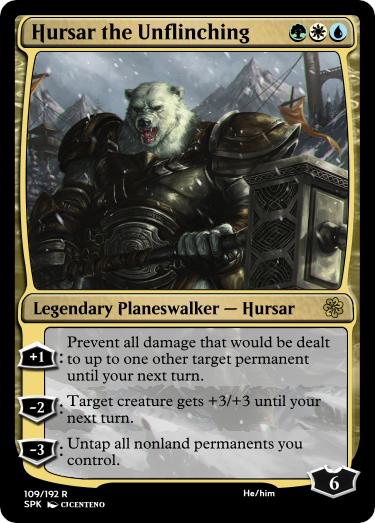 Hursar the Unflinching
Legendary Planeswalker — Hursar
+1: Prevent all damage that would be dealt
to up to one other target permanent
until your next turn.
-2: Target creature gets +3/+3 until your
next turn.
-3: Untap all nonland permanents you
control.
6
109/192 R
He/him
SPK CJCENTENO